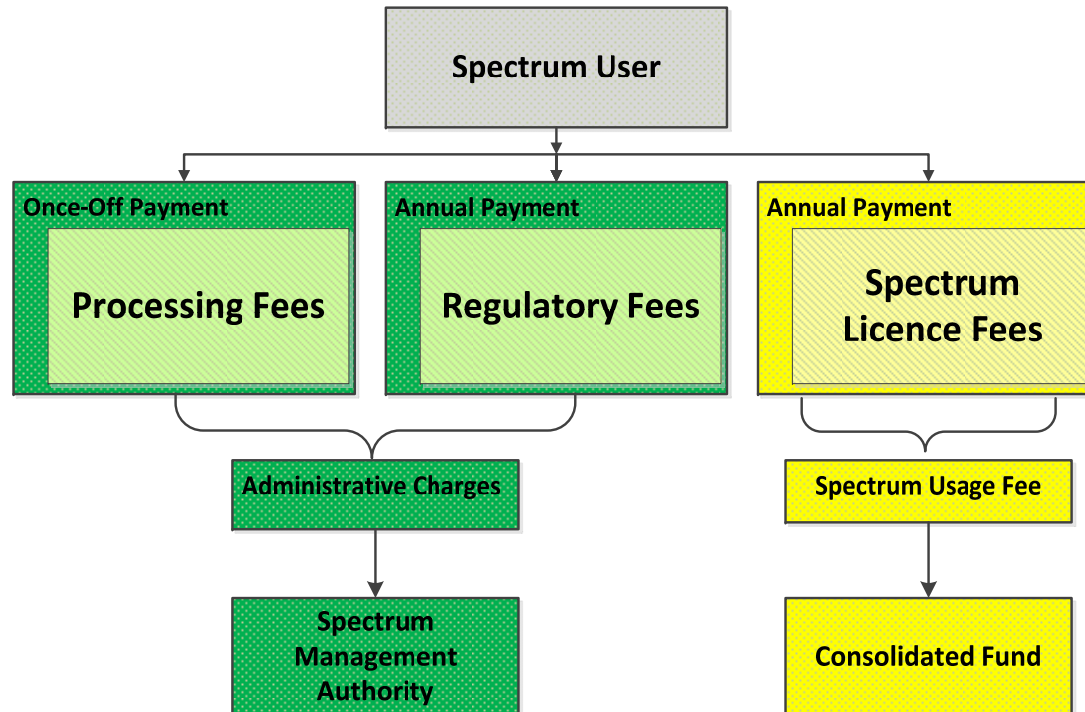 Spectrum User
Once-Off Payment
Processing Fees
Annual Payment
Regulatory Fees
Annual Payment
Spectrum
Licence Fees
Administrative Charges
Spectrum Usage Fee
Spectrum
Management
Authority
Consolidated Fund